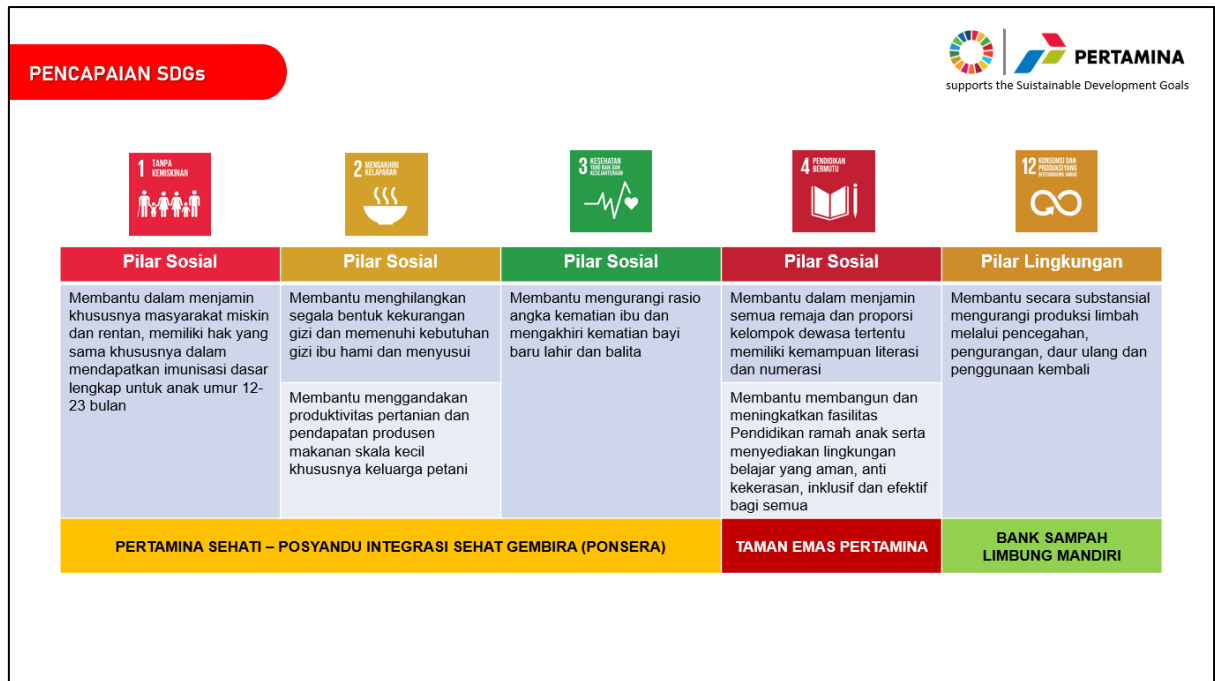 PENCAPAIAN SDGs
PERTAMINA
supports the Suistainable Development Goals
1 TANPA
KEMISKINAN
2 MENGAKHIRI
KELAPARAN
3 KESEHATAN
YANG BAIK DAN
KESEJAHTERAAN
4 PENDIDIKAN
BERMUTU
12 KONSUMSI DAN
PRODUKSI YANG
BERTANGGUNG JAWAB
Pilar Sosial
Pilar Sosial
Pilar Sosial
Pilar Sosial
Pilar Lingkungan
Membantu dalam menjamin
khususnya masyarakat miskin
dan rentan, memiliki hak yang
sama khususnya dalam
mendapatkan imunisasi dasar
lengkap untuk anak umur 12-
23 bulan
Membantu menghilangkan
segala bentuk kekurangan
gizi dan memenuhi kebutuhan
gizi ibu hami dan menyusui
Membantu menggandakan
produktivitas pertanian dan
pendapatan produsen
makanan skala kecil
khususnya keluarga petani
Membantu mengurangi rasio
angka kematian ibu dan
mengakhiri kematian bayi
baru lahir dan balita
Membantu dalam menjamin
semua remaja dan proporsi
kelompok dewasa tertentu
memiliki kemampuan literasi
dan numerasi
Membantu membangun dan
meningkatkan fasilitas
Pendidikan ramah anak serta
menyediakan lingkungan
belajar yang aman, anti
kekerasan, inklusif dan efektif
bagi semua
Membantu secara substansial
mengurangi produksi limbah
melalui pencegahan,
pengurangan, daur ulang dan
penggunaan kembali
PERTAMINA SEHATI – POSYANDU INTEGRASI SEHAT GEMBIRA (PONSERA)
TAMAN EMAS PERTAMINA
BANK SAMPAH
LIMBUNG MANDIRI